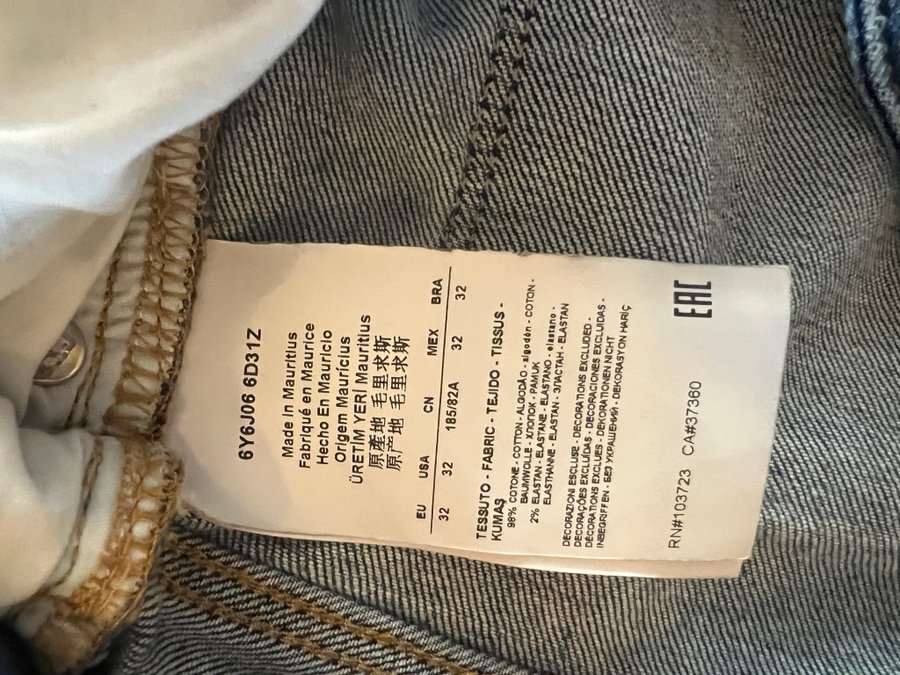 6Y6J06 6D31Z
Made in Mauritius
Fabriqué en Maurice
Hecho En Mauricio
Origem Maurícius
ÜRETİM YERİ Mauritius
原產地 毛里求斯
原产地 毛里求斯
EU USA CN MEX BRA
32 32 185/82A 32 32
TESSUTO - FABRIC - TEJIDO - TISSUS -
KUMAŞ
98% COTONE - COTTON - ALGODÃO - algodón - COTON -
BAUMWOLLE - ХЛОПОК - PAMUK
2% ELASTAN - ELASTANE - ELASTANO - elastano -
ELASTHANNE - ELASTAN - ЭЛАСТАН - ELASTAN
DECORAZIONI ESCLUSE - DECORATIONS EXCLUDED -
DECORAÇÕES EXCLUÍDAS - DECORACIONES EXCLUIDAS -
DÉCORATIONS EXCLUES - DEKORATIONEN NICHT
INBEGRIFFEN - БЕЗ УКРАШЕНИЙ - DEKORASYON HARİÇ
RN#103723 CA#37360
EAC